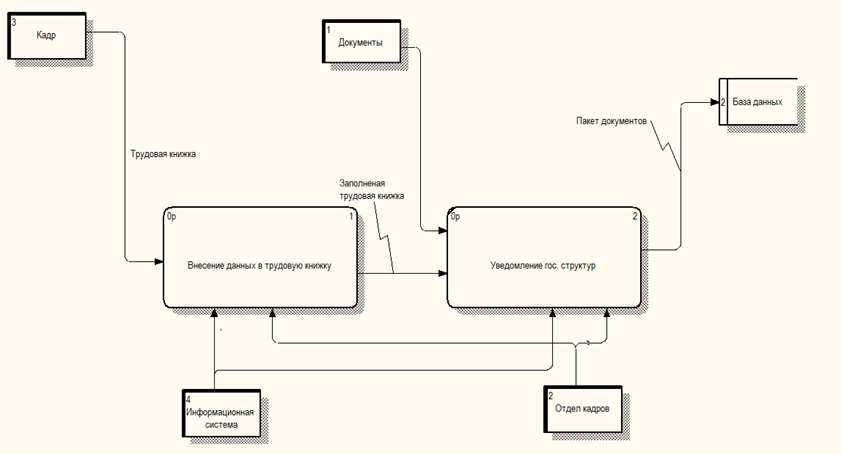 3
Кадр
1
Документы
2
База данных
Пакет документов
Трудовая книжка
Заполненая
трудовая книжка
0р
1
Внесение данных в трудовую книжку
0р
2
Уведомление гос. структур
4
Информационная
система
2
Отдел кадров